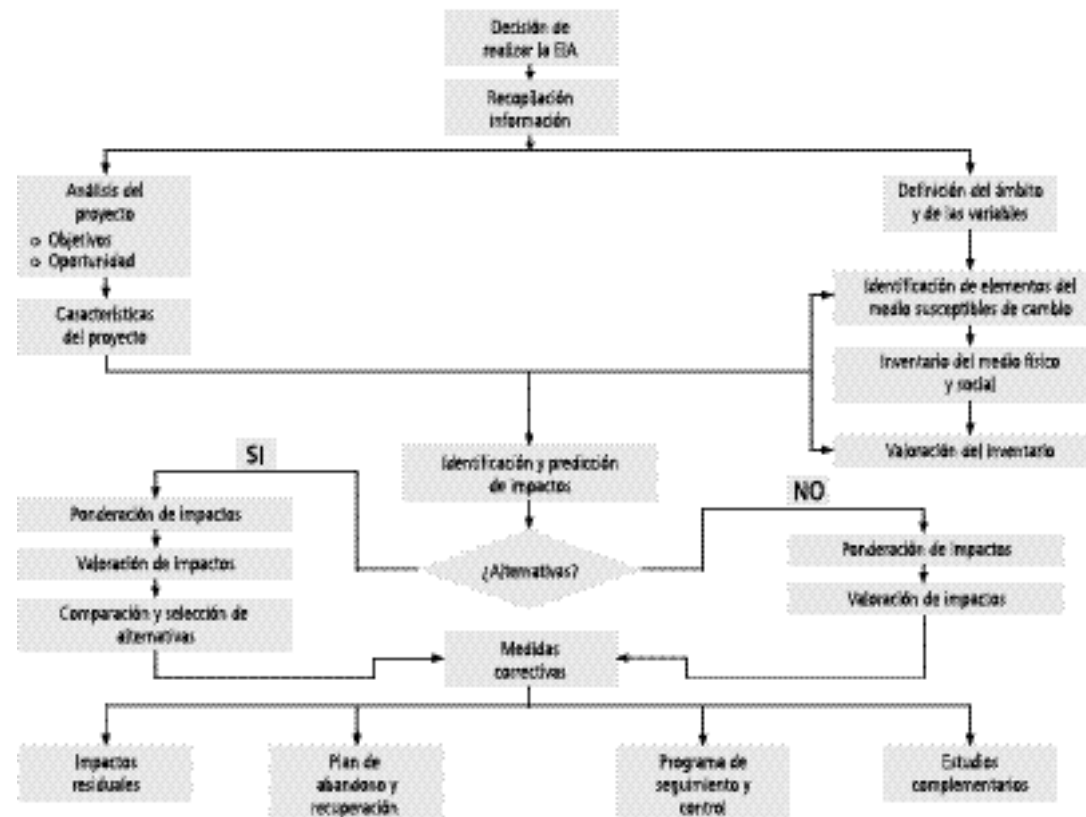 Decisión de
realizar la EIA
Recopilación
información
Análisis del
proyecto
o Objetivos
o Oportunidad
Definición del ámbito
y de las variables
Características
del proyecto
Identificación de elementos del
medio susceptibles de cambio
Inventario del medio físico
y social
Valoración del inventario
SI
Identificación y predicción
de impactos
NO
Ponderación de impactos
Valoración de impactos
Comparación y selección de
alternativas
¿Alternativas?
Ponderación de impactos
Valoración de impactos
Medidas
correctivas
Impactos
residuales
Plan de
abandono y
recuperación
Programa de
seguimiento y
control
Estudios
complementarios